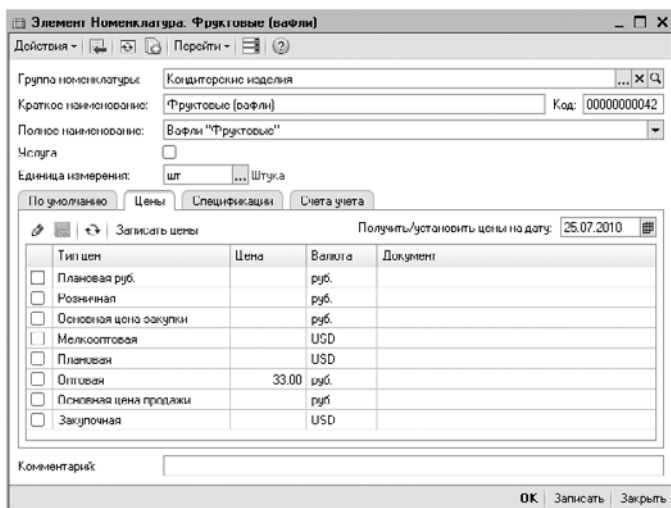 Элемент Номенклатура: Фруктовые (вафли)
Действия Перейти
Группа номенклатуры: Кондитерские изделия ...
Краткое наименование: Фруктовые (вафли) Код: 00000000042
Полное наименование: Вафли "Фруктовые"
Услуга
Единица измерения: шт ... Штука
По умолчанию Цены Спецификации Счета учета
Записать цены Получить/установить цены на дату: 25.07.2010
Тип цен Цена Валюта Документ
Плановая руб. руб.
Розничная руб.
Основная цена закупки руб.
Мелкооптовая USD
Плановая USD
Оптовая 33.00 руб.
Основная цена продажи руб.
Закупочная USD
Комментарий:
OK Записать Закрыть